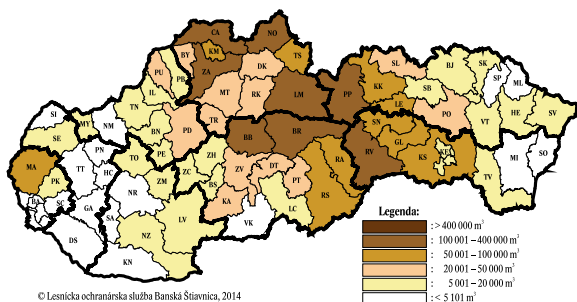 CA
NO
BY
KM
TS
PU
ZA
DK
SL
BJ
SK
SP
ML
IL
PB
MT
RK
LM
PP
KK
LE
SB
PO
VT
HE
SV
SI
MY
NM
TN
BN
PD
TR
SE
PE
BB
BR
SN
GL
RV
KS
KE
MI
SO
MA
PK
PN
TT
HC
TO
ZM
ZC
ZH
BS
ZV
DT
PT
RA
RS
TV
BA
SC
GA
NR
SA
LV
KA
VK
LC
DS
NZ
KN
Legenda:
: > 400 000 m³
: 100 001 – 400 000 m³
: 50 001 – 100 000 m³
: 20 001 – 50 000 m³
: 5 001 – 20 000 m³
: < 5 101 m³
© Lesnícka ochranárska služba Banská Štiavnica, 2014